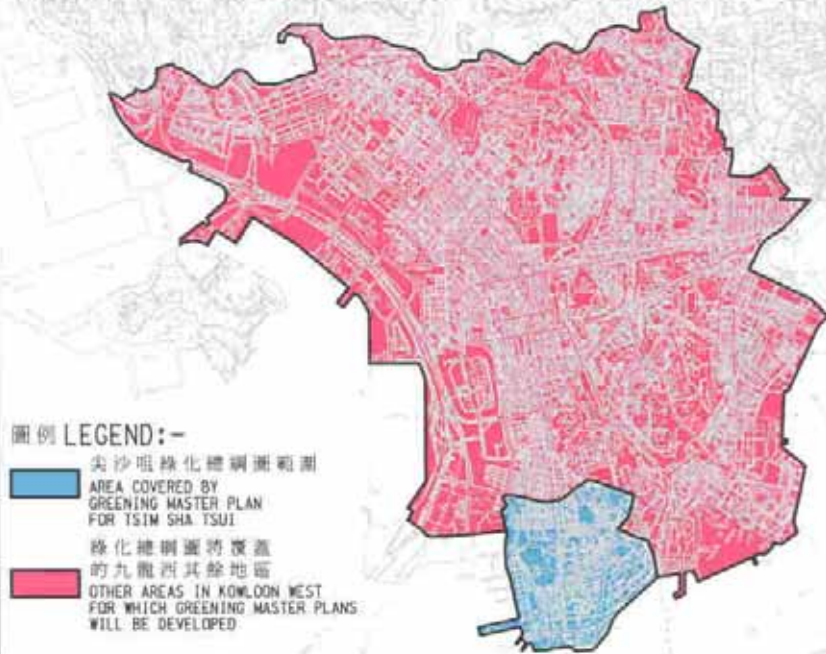 圖例 LEGEND:-
尖沙咀綠化總綱圖範圍
AREA COVERED BY
GREENING MASTER PLAN
FOR TSIM SHA TSUI
綠化總綱圖將覆蓋
的九龍西其餘地區
OTHER AREAS IN KOWLOON WEST
FOR WHICH GREENING MASTER PLANS
WILL BE DEVELOPED